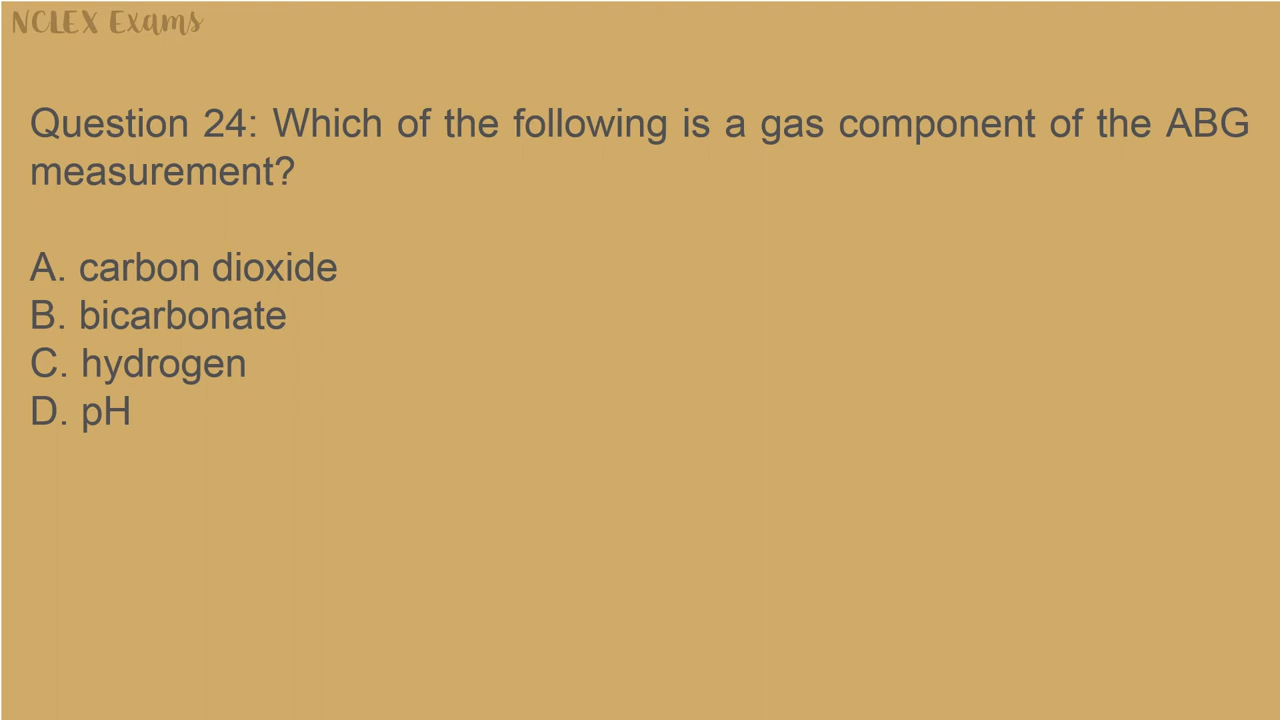 NCLEX Exams
Question 24: Which of the following is a gas component of the ABG
measurement?
A. carbon dioxide
B. bicarbonate
C. hydrogen
D. pH